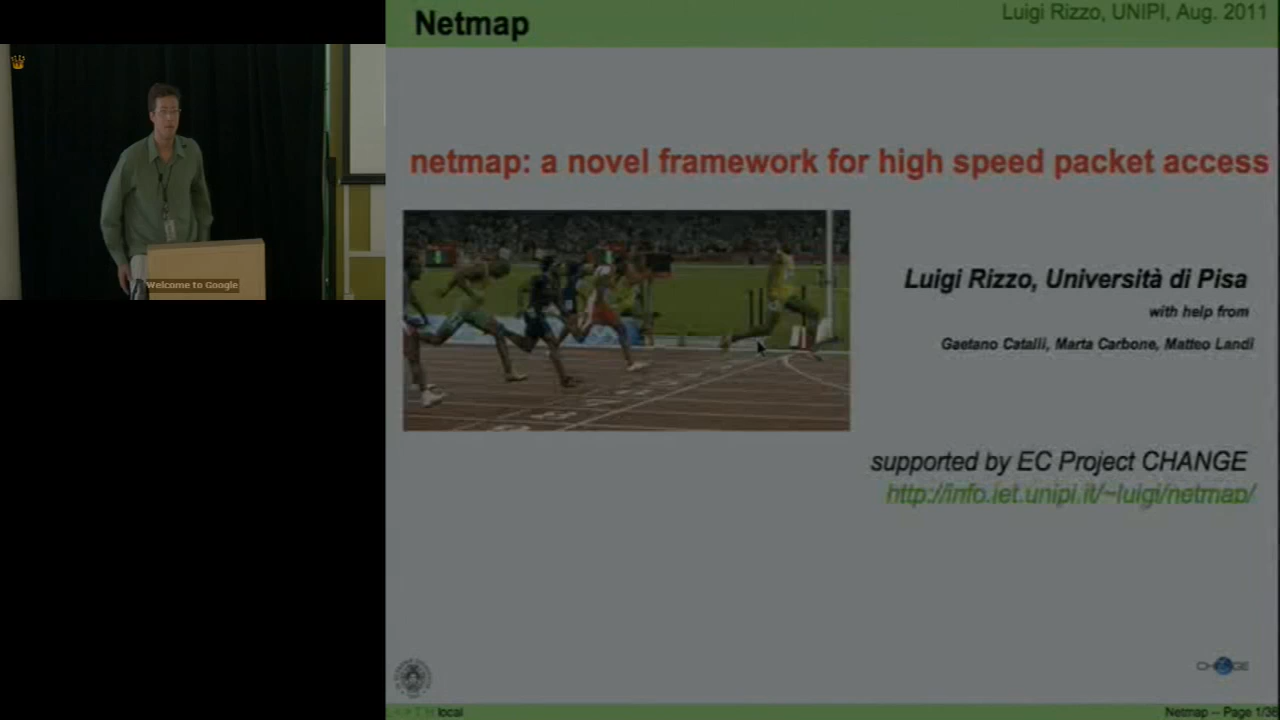 Netmap
Luigi Rizzo, UNIPI, Aug. 2011
netmap: a novel framework for high speed packet access
Luigi Rizzo, Università di Pisa
with help from
Gaetano Catalli, Marta Carbone, Matteo Landi
supported by EC Project CHANGE
http://info.iet.unipi.it/~luigi/netmap/
Welcome to Google
CHANGE
local
Netmap -- Page 1/36